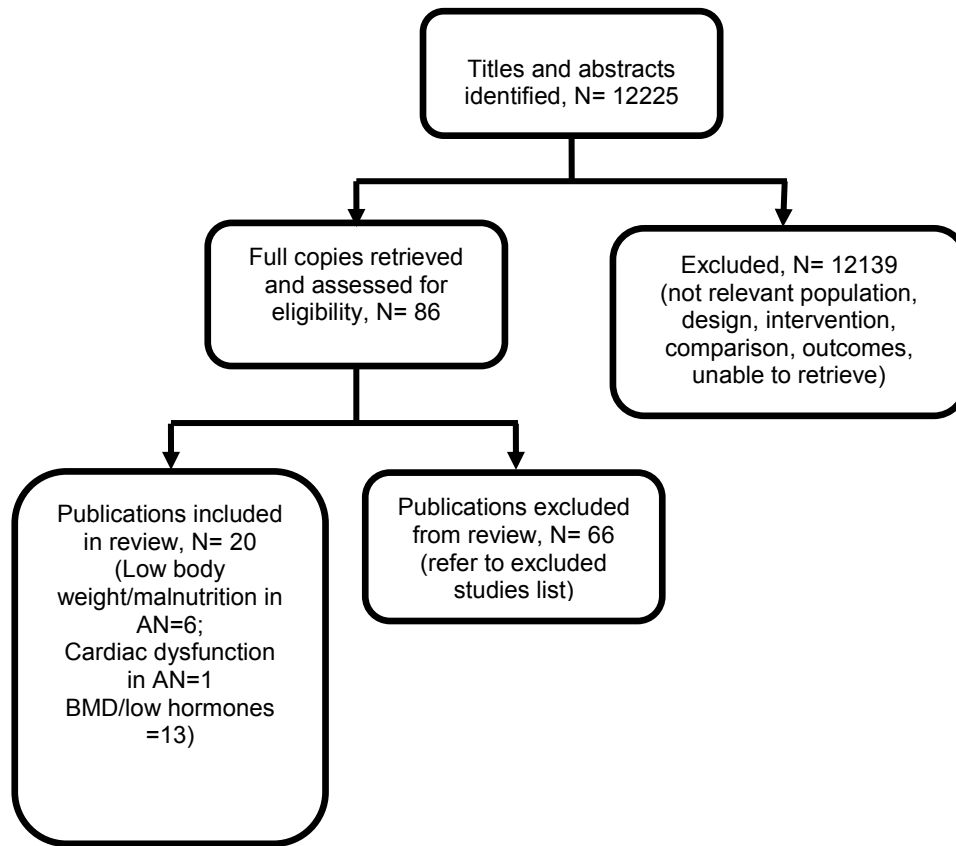 Titles and abstracts
identified, N= 12225
Full copies retrieved
and assessed for
eligibility, N= 86
Excluded, N= 12139
(not relevant population,
design, intervention,
comparison, outcomes,
unable to retrieve)
Publications included
in review, N= 20
(Low body
weight/malnutrition in
AN=6;
Cardiac dysfunction
in AN=1
BMD/low hormones
=13)
Publications excluded
from review, N= 66
(refer to excluded
studies list)